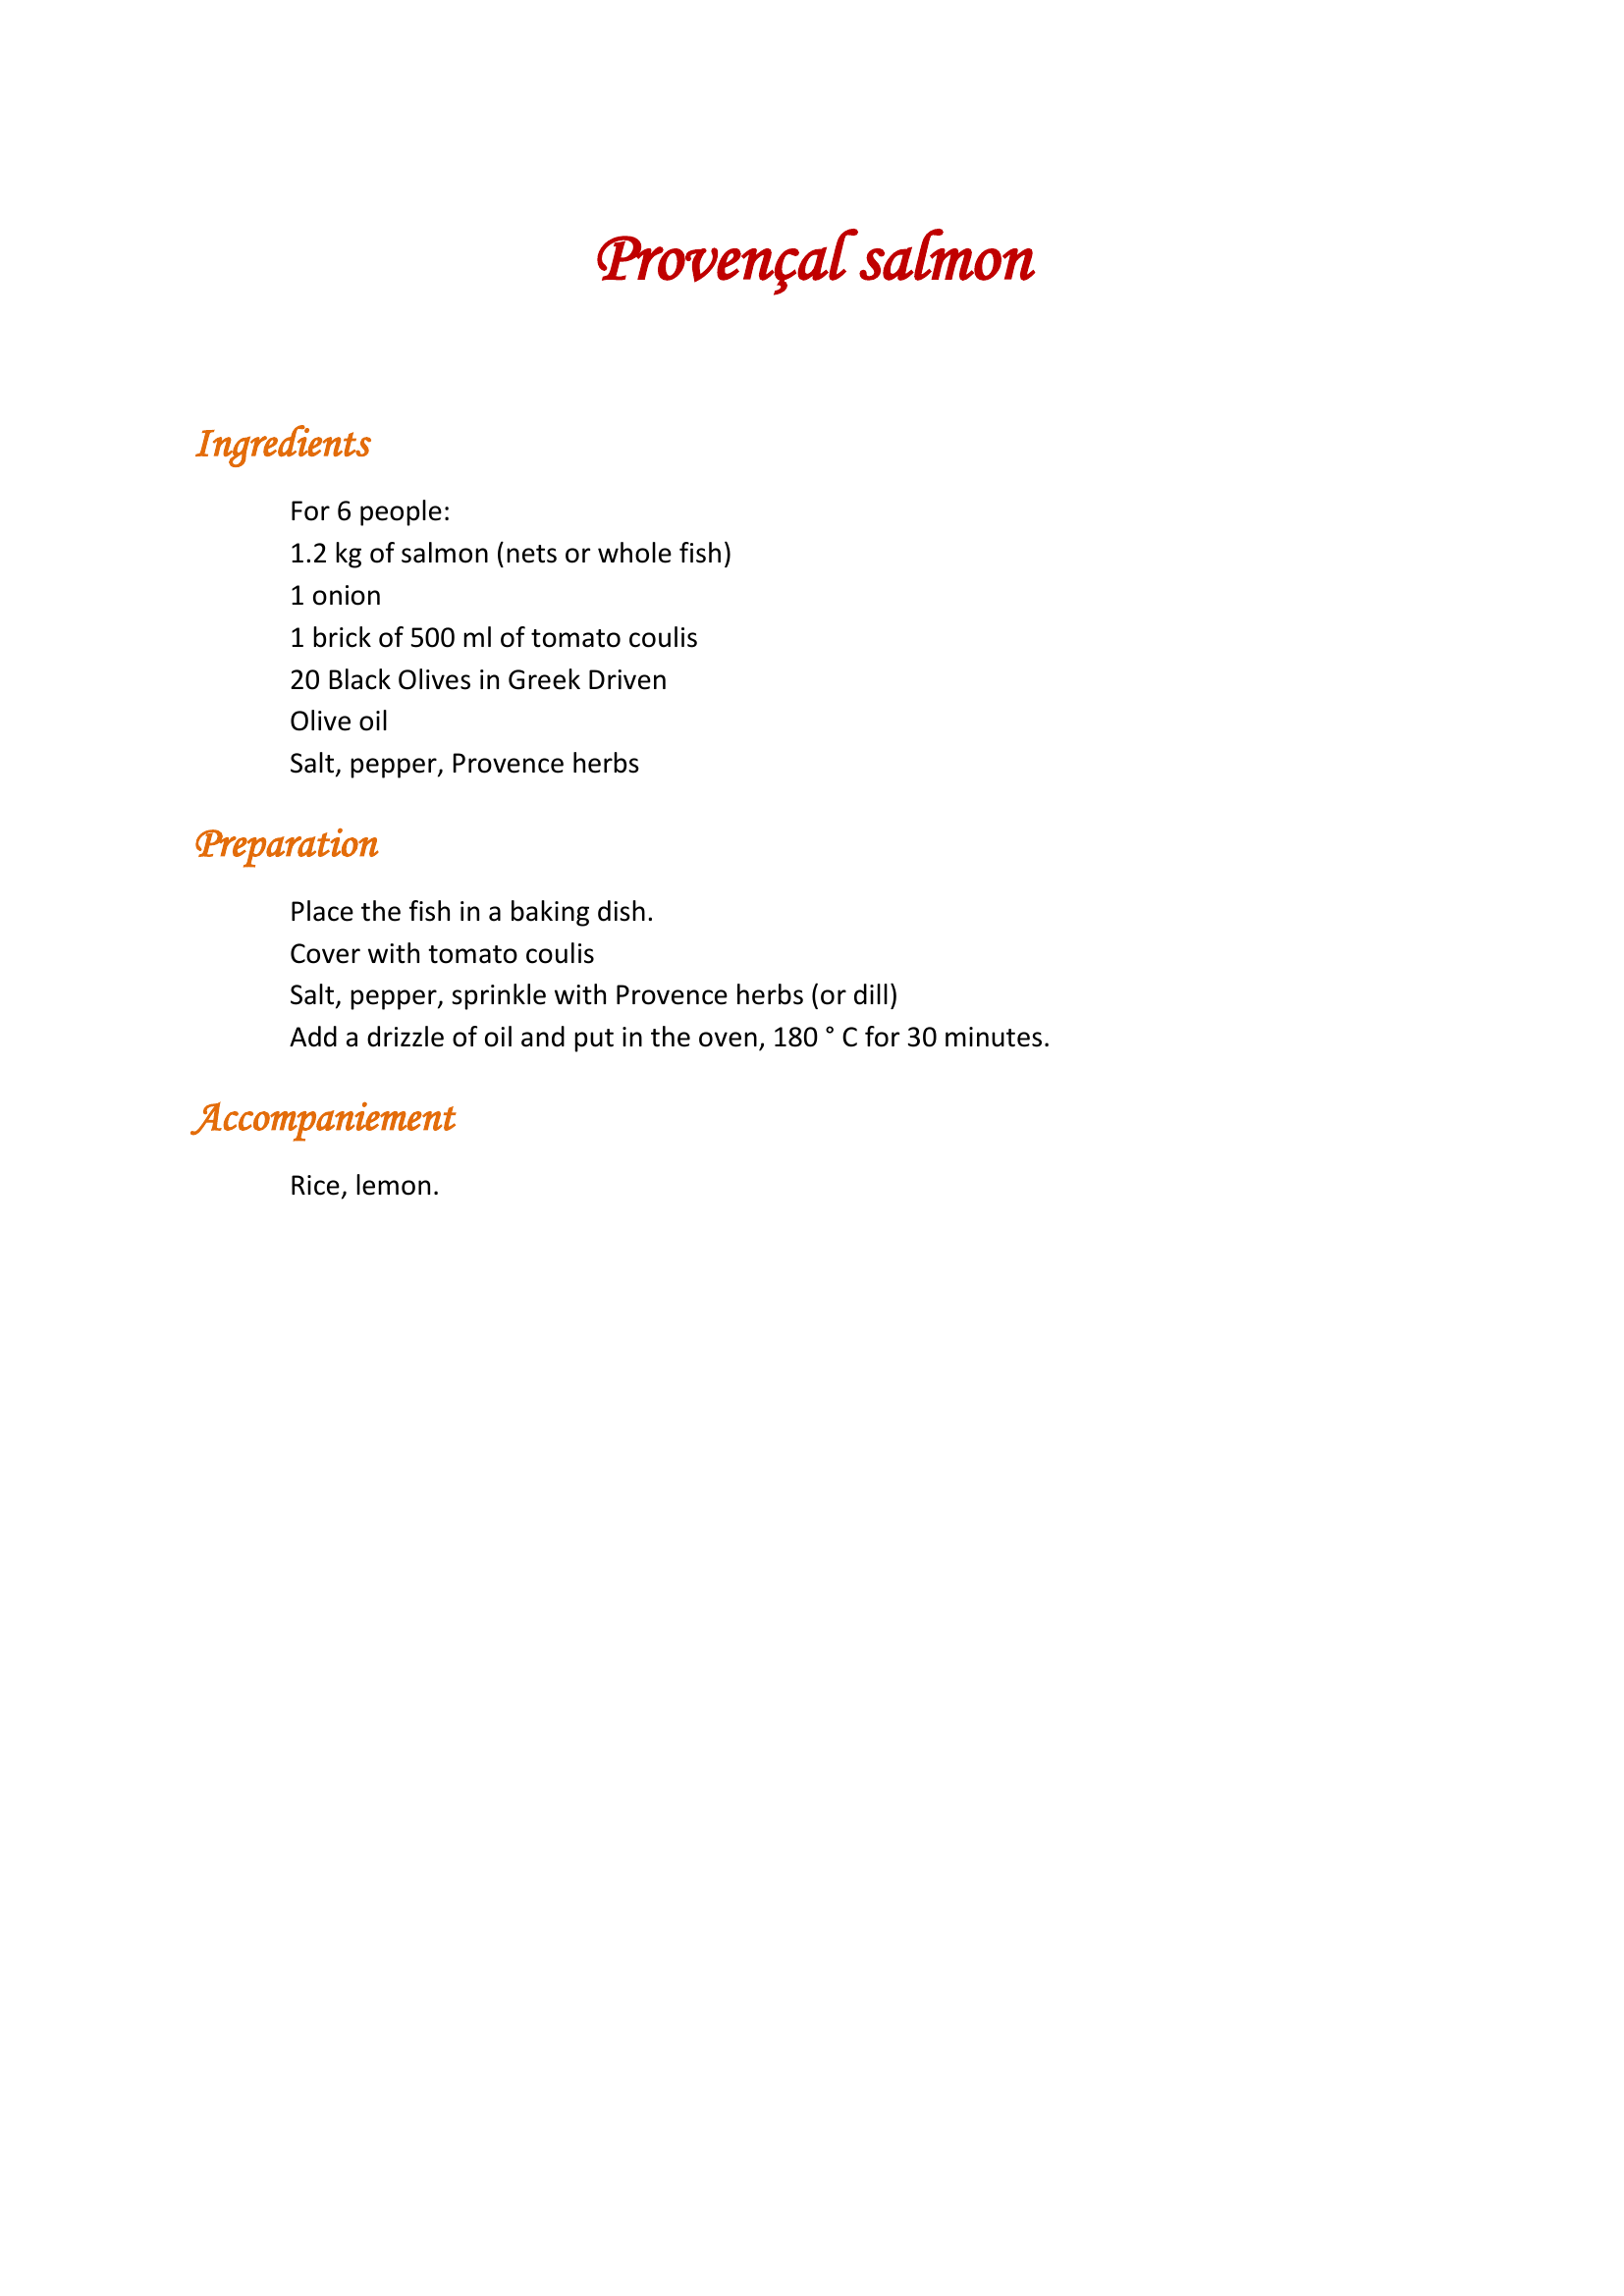 Provençal salmon
Ingredients
For 6 people:
1.2 kg of salmon (nets or whole fish)
1 onion
1 brick of 500 ml of tomato coulis
20 Black Olives in Greek Driven
Olive oil
Salt, pepper, Provence herbs
Preparation
Place the fish in a baking dish.
Cover with tomato coulis
Salt, pepper, sprinkle with Provence herbs (or dill)
Add a drizzle of oil and put in the oven, 180 ° C for 30 minutes.
Accompaniement
Rice, lemon.